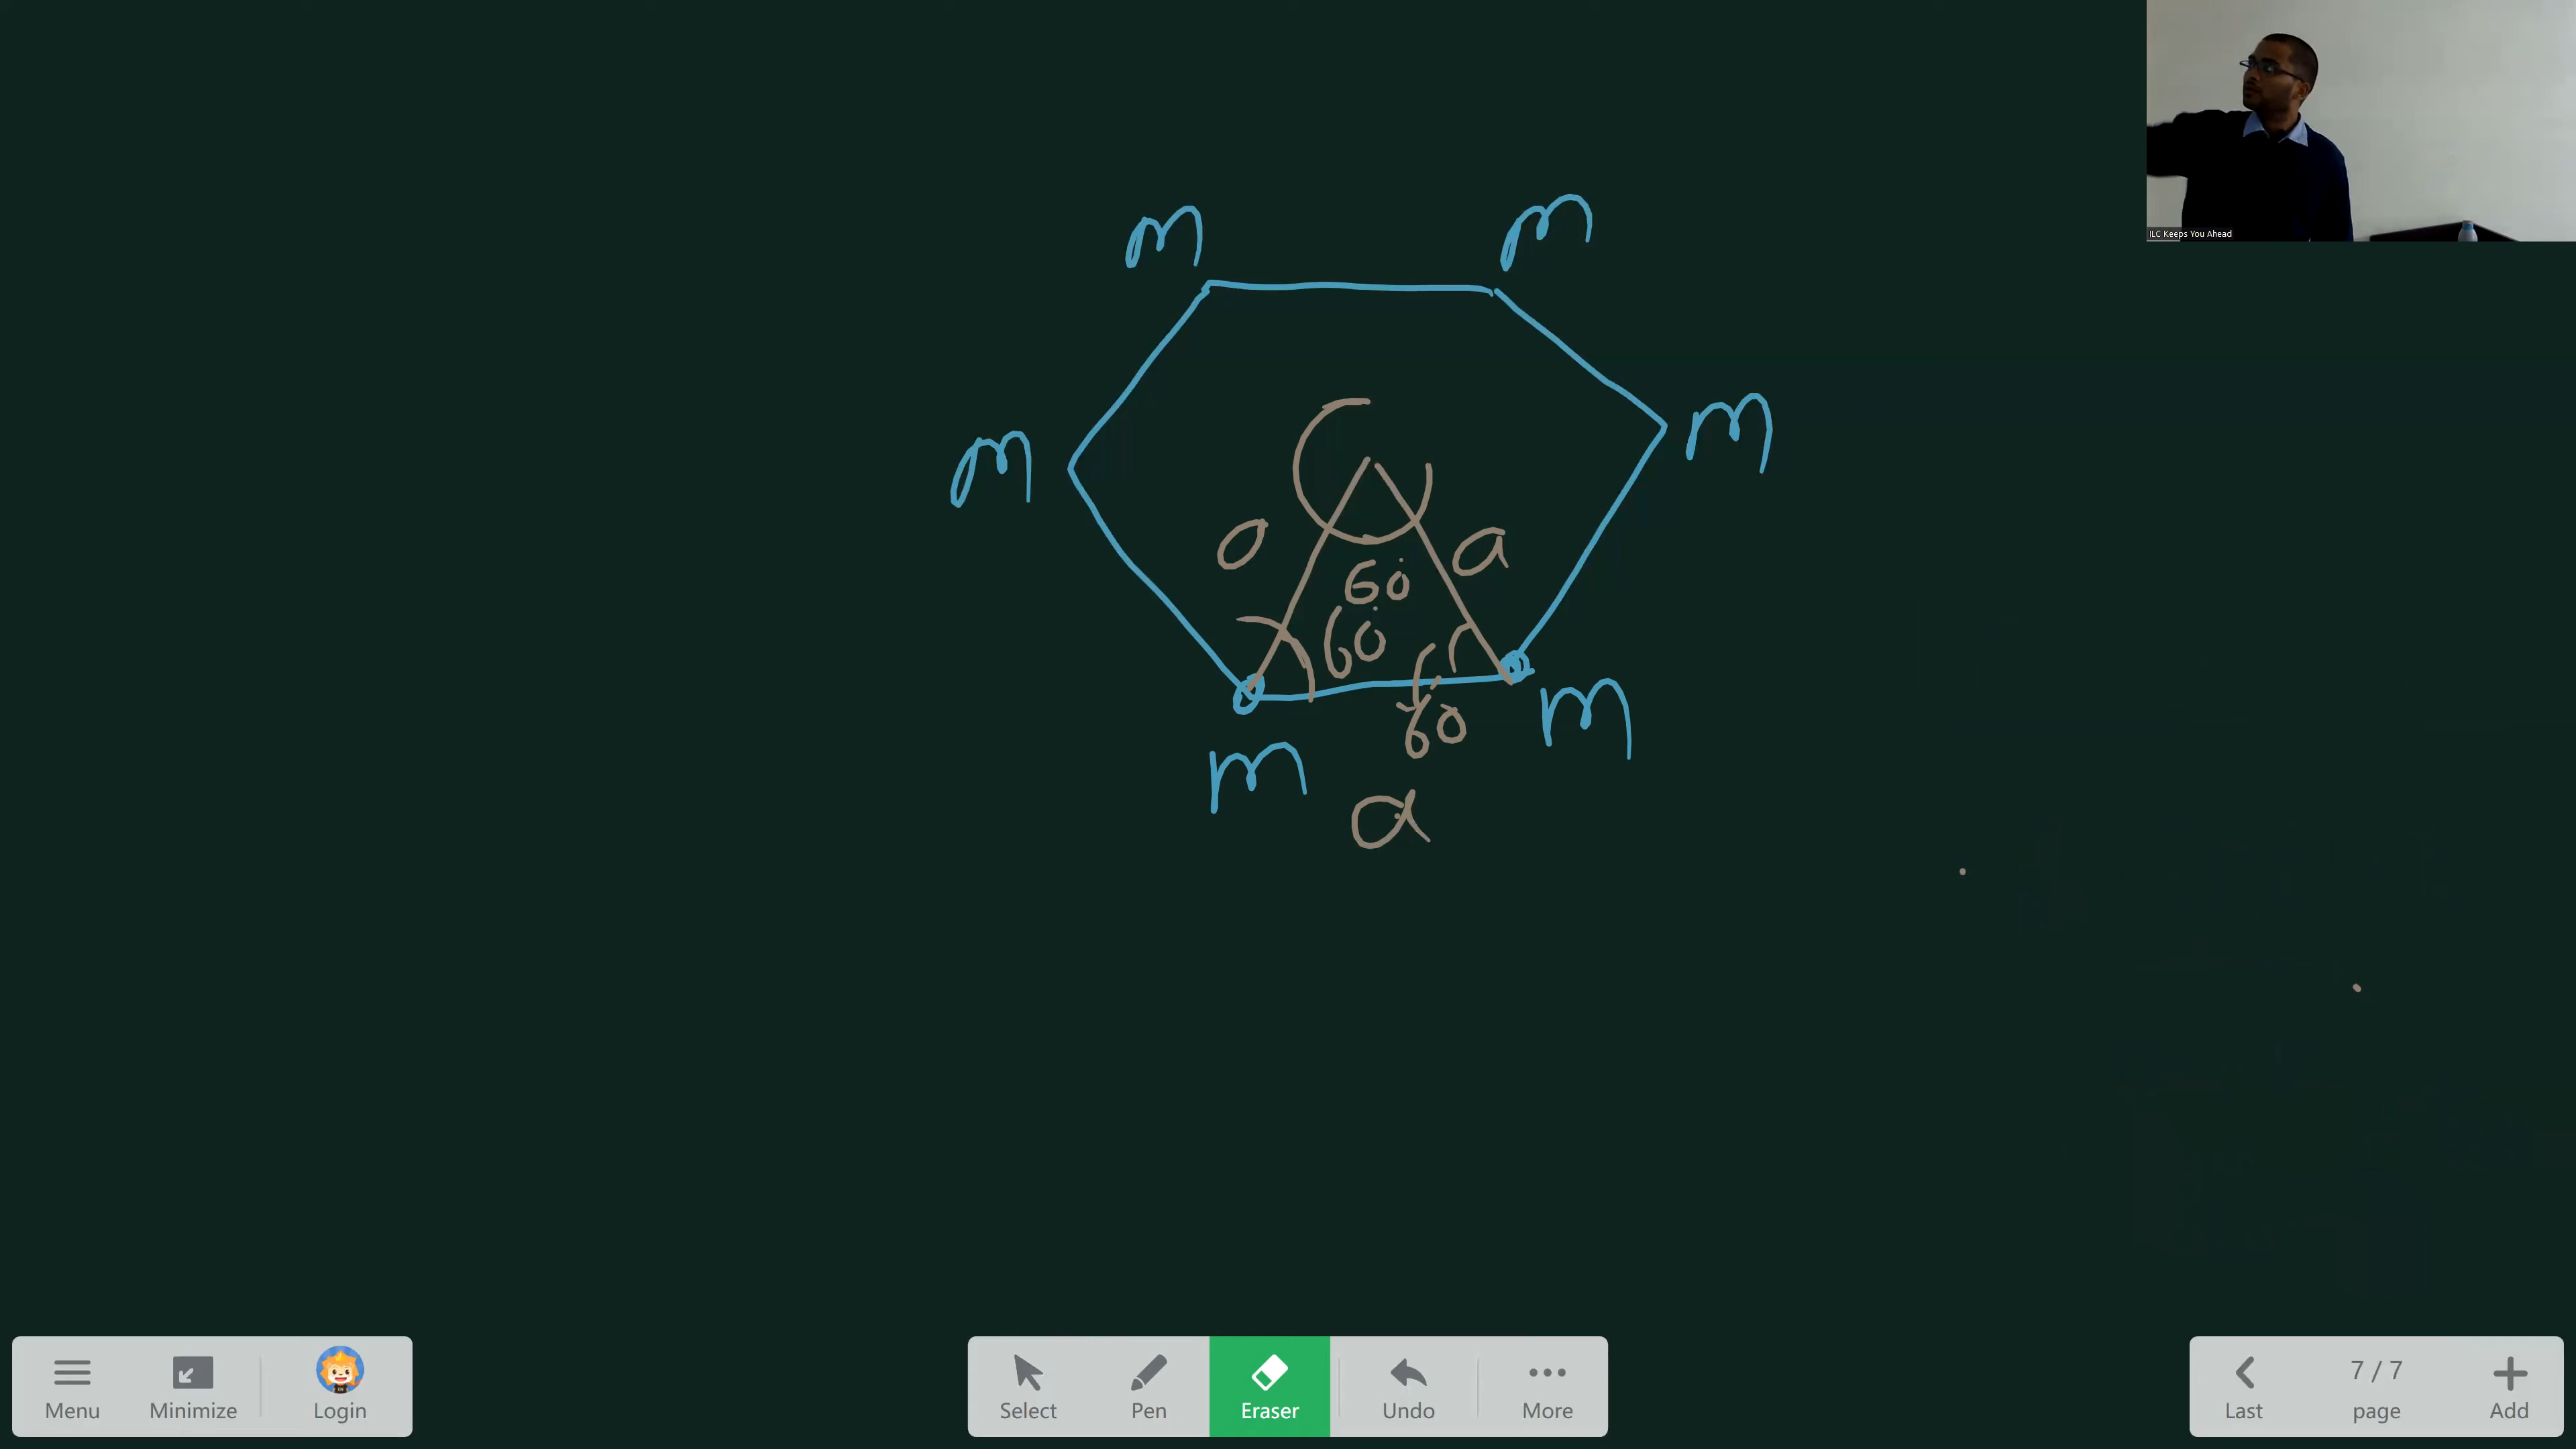 ILC Keeps You Ahead
m
m
m
m
a
a
60°
60°
60°
m
m
a
Menu
Minimize
Login
Select
Pen
Eraser
Undo
More
Last
7 / 7
page
Add